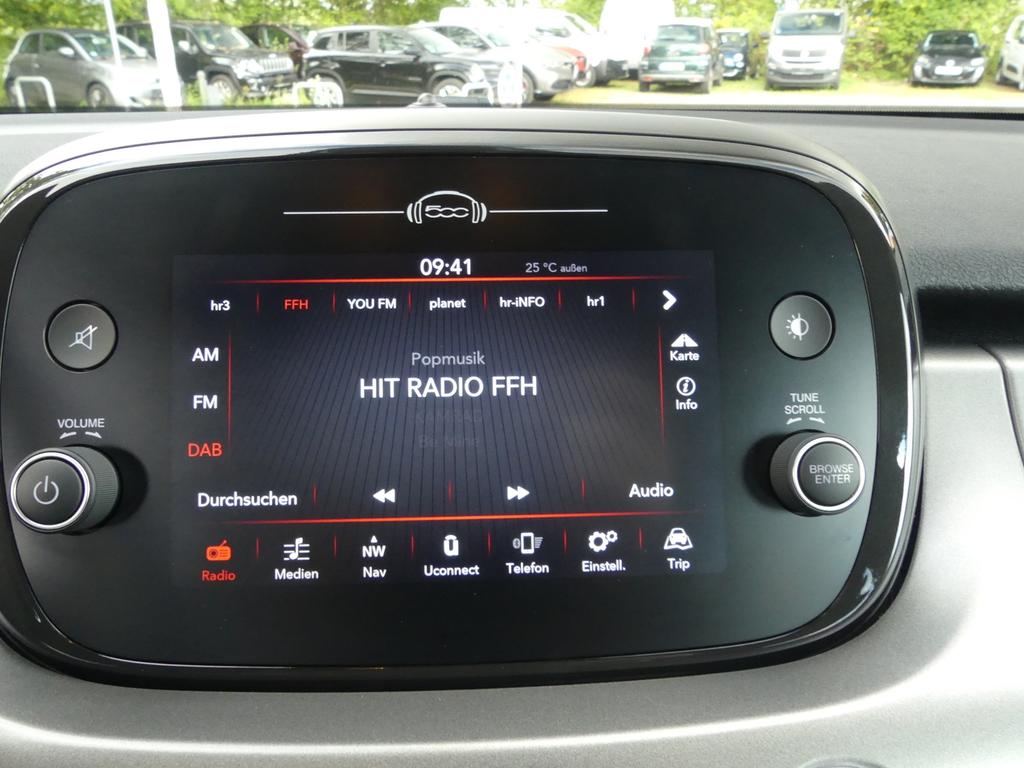 500
09:41 25 °C außen
hr3 FFH YOU FM planet hr-iNFO hr1
AM
FM
DAB
Popmusik
HIT RADIO FFH
Karte
Info
Durchsuchen Audio
Radio Medien NW Nav Uconnect Telefon Einstell. Trip
VOLUME
TUNE
SCROLL
BROWSE
ENTER